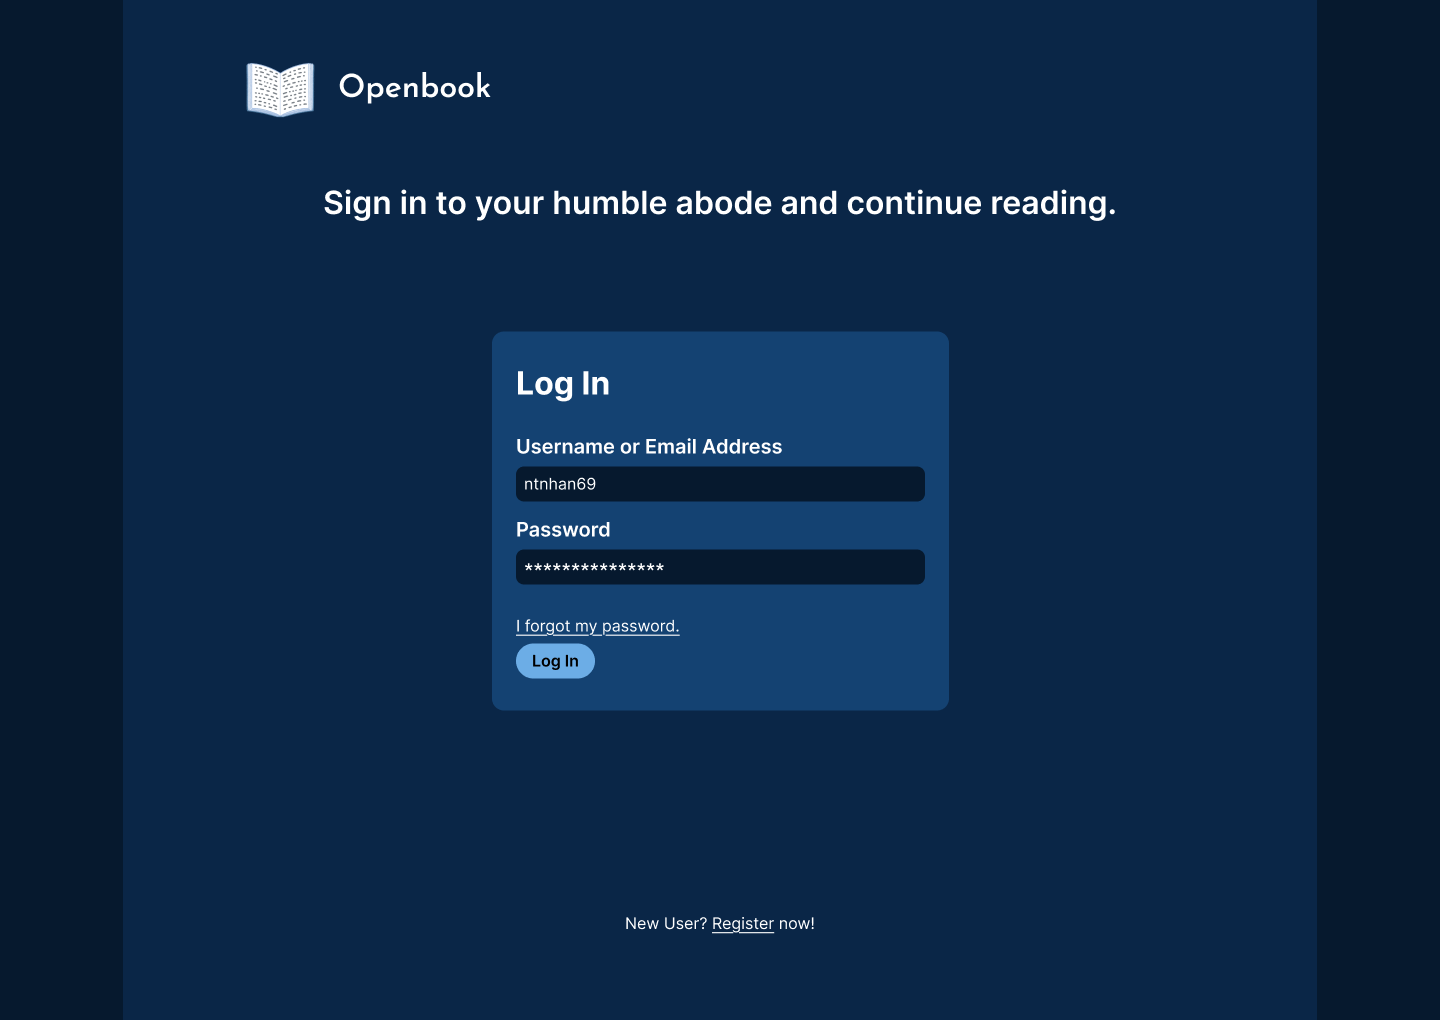 Openbook
Sign in to your humble abode and continue reading.
Log In
Username or Email Address
ntnhan69
Password
***************
I forgot my password.
Log In
New User? Register now!